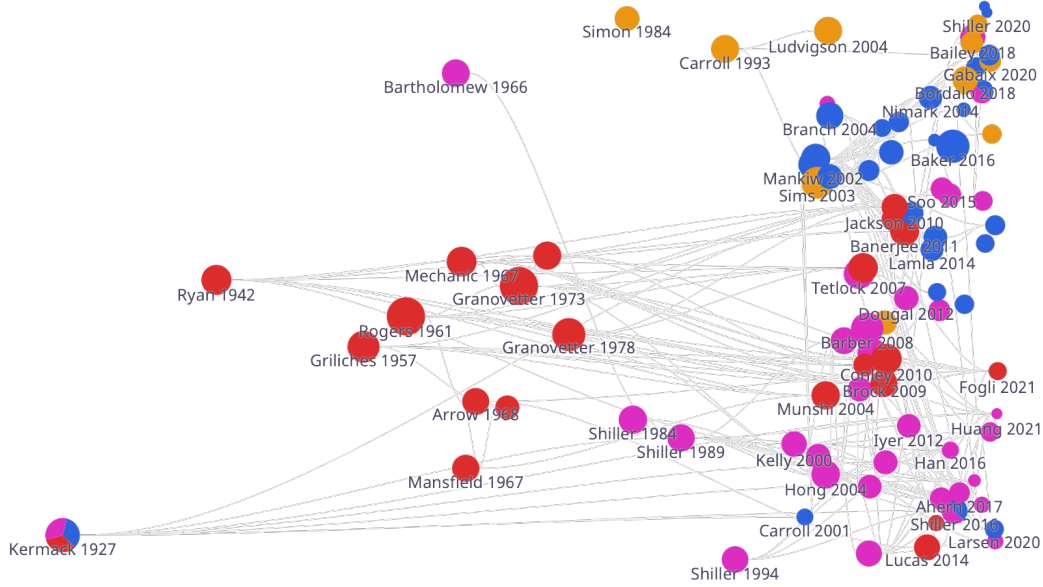 Shiller 2020
Simon 1984
Ludvigson 2004
Bailey 2018
Carroll 1993
Gabaix 2020
Bartholomew 1966
Bordalo 2018
Nimark 2014
Branch 2004
Baker 2016
Mankiw 2002
Sims 2003
Soo 2015
Jackson 2010
Banerjee 2011
Lamla 2014
Mechanic 1967
Tetlock 2007
Ryan 1942
Granovetter 1973
Dougal 2012
Rogers 1961
Barber 2008
Granovetter 1978
Griliches 1957
Conley 2010
Fogli 2021
Brock 2009
Munshi 2004
Arrow 1968
Huang 2021
Shiller 1984
Iyer 2012
Shiller 1989
Kelly 2000
Han 2016
Mansfield 1967
Hong 2004
Ahern 2017
Shiller 2016
Carroll 2001
Larsen 2020
Kermack 1927
Lucas 2014
Shiller 1994